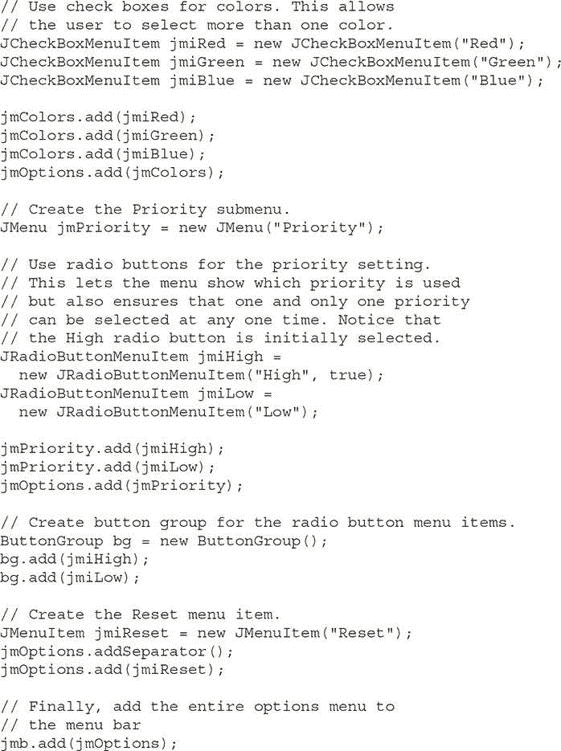 // Use check boxes for colors. This allows
// the user to select more than one color.
JCheckBoxMenuItem jmiRed = new JCheckBoxMenuItem("Red");
JCheckBoxMenuItem jmiGreen = new JCheckBoxMenuItem("Green");
JCheckBoxMenuItem jmiBlue = new JCheckBoxMenuItem("Blue");

jmColors.add(jmiRed);
jmColors.add(jmiGreen);
jmColors.add(jmiBlue);
jmOptions.add(jmColors);

// Create the Priority submenu.
JMenu jmPriority = new JMenu("Priority");

// Use radio buttons for the priority setting.
// This lets the menu show which priority is used
// but also ensures that one and only one priority
// can be selected at any one time. Notice that
// the High radio button is initially selected.
JRadioButtonMenuItem jmiHigh =
  new JRadioButtonMenuItem("High", true);
JRadioButtonMenuItem jmiLow =
  new JRadioButtonMenuItem("Low");

jmPriority.add(jmiHigh);
jmPriority.add(jmiLow);
jmOptions.add(jmPriority);

// Create button group for the radio button menu items.
ButtonGroup bg = new ButtonGroup();
bg.add(jmiHigh);
bg.add(jmiLow);

// Create the Reset menu item.
JMenuItem jmiReset = new JMenuItem("Reset");
jmOptions.addSeparator();
jmOptions.add(jmiReset);

// Finally, add the entire options menu to
// the menu bar
jmb.add(jmOptions);